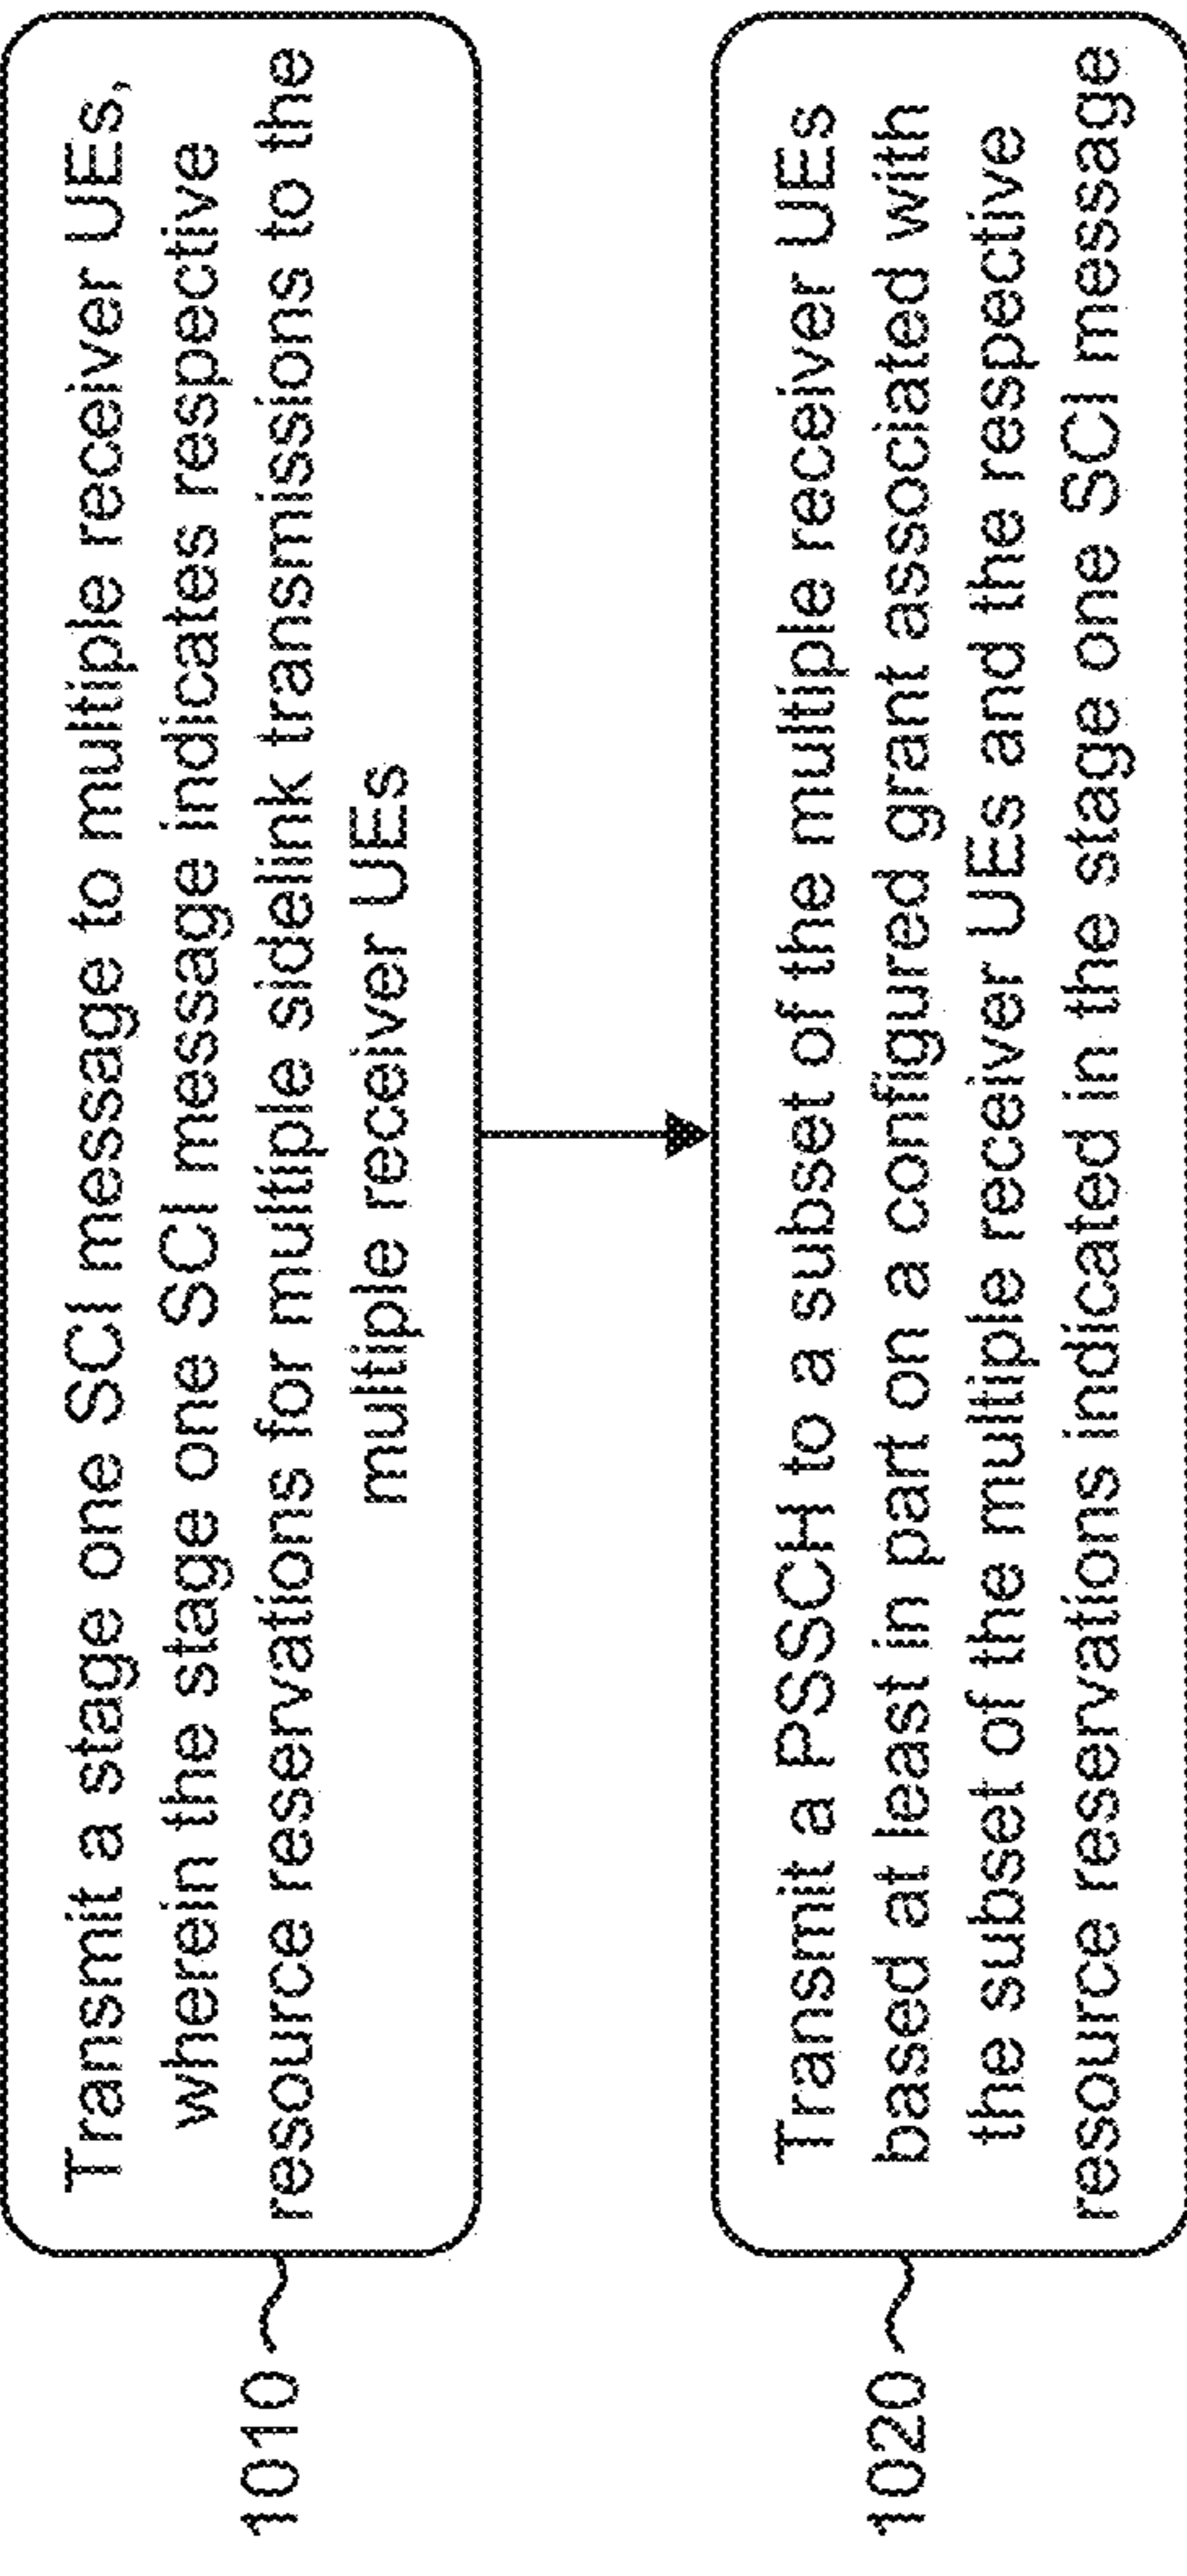 1010
Transmit a stage one SCI message to multiple receiver UEs,
wherein the stage one SCI message indicates respective
resource reservations for multiple sidelink transmissions to the
multiple receiver UEs
1020
Transmit a PSSCH to a subset of the multiple receiver UEs
based at least in part on a configured grant associated with
the subset of the multiple receiver UEs and the respective
resource reservations indicated in the stage one SCI message